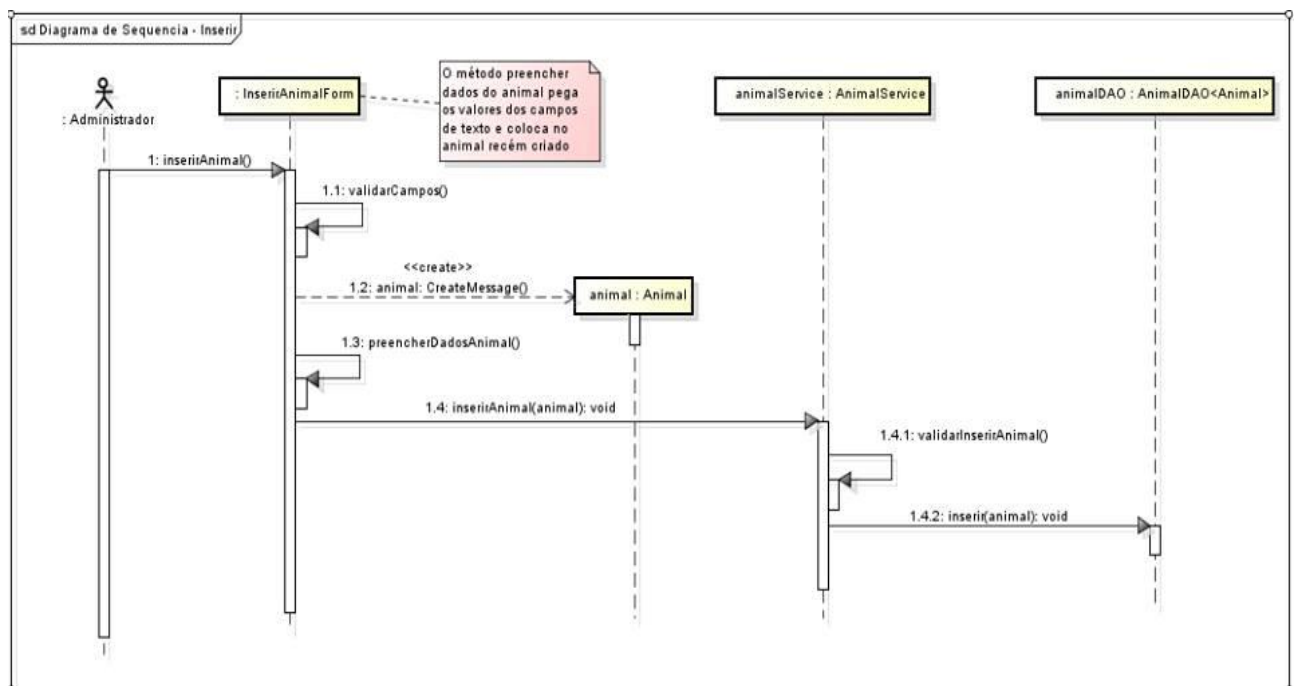 sd Diagrama de Sequencia - Inserir
O método preencher
dados do animal pega
os valores dos campos
de texto e coloca no
animal recém criado
: InserirAnimalForm
animalService : AnimalService
animalDAO : AnimalDAO<Animal>
: Administrador
1: inserirAnimal()
1.1: validarCampos()
<<create>>
1.2: animal: CreateMessage()
animal : Animal
1.3: preencherDadosAnimal()
1.4: inserirAnimal(animal): void
1.4.1: validarInserirAnimal()
1.4.2: inserir(animal): void